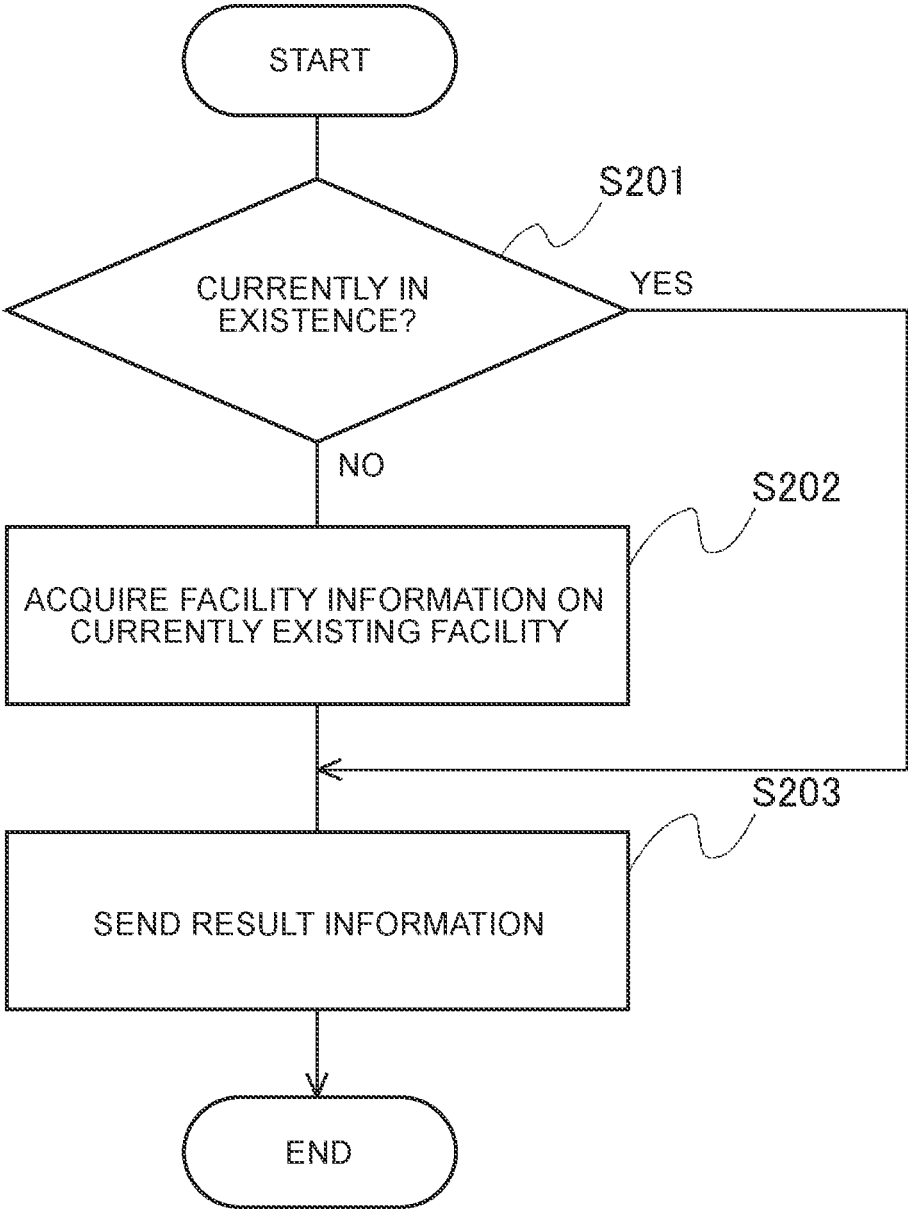 START
S201
CURRENTLY IN
EXISTENCE?
YES
NO
S202
ACQUIRE FACILITY INFORMATION ON
CURRENTLY EXISTING FACILITY
S203
SEND RESULT INFORMATION
END